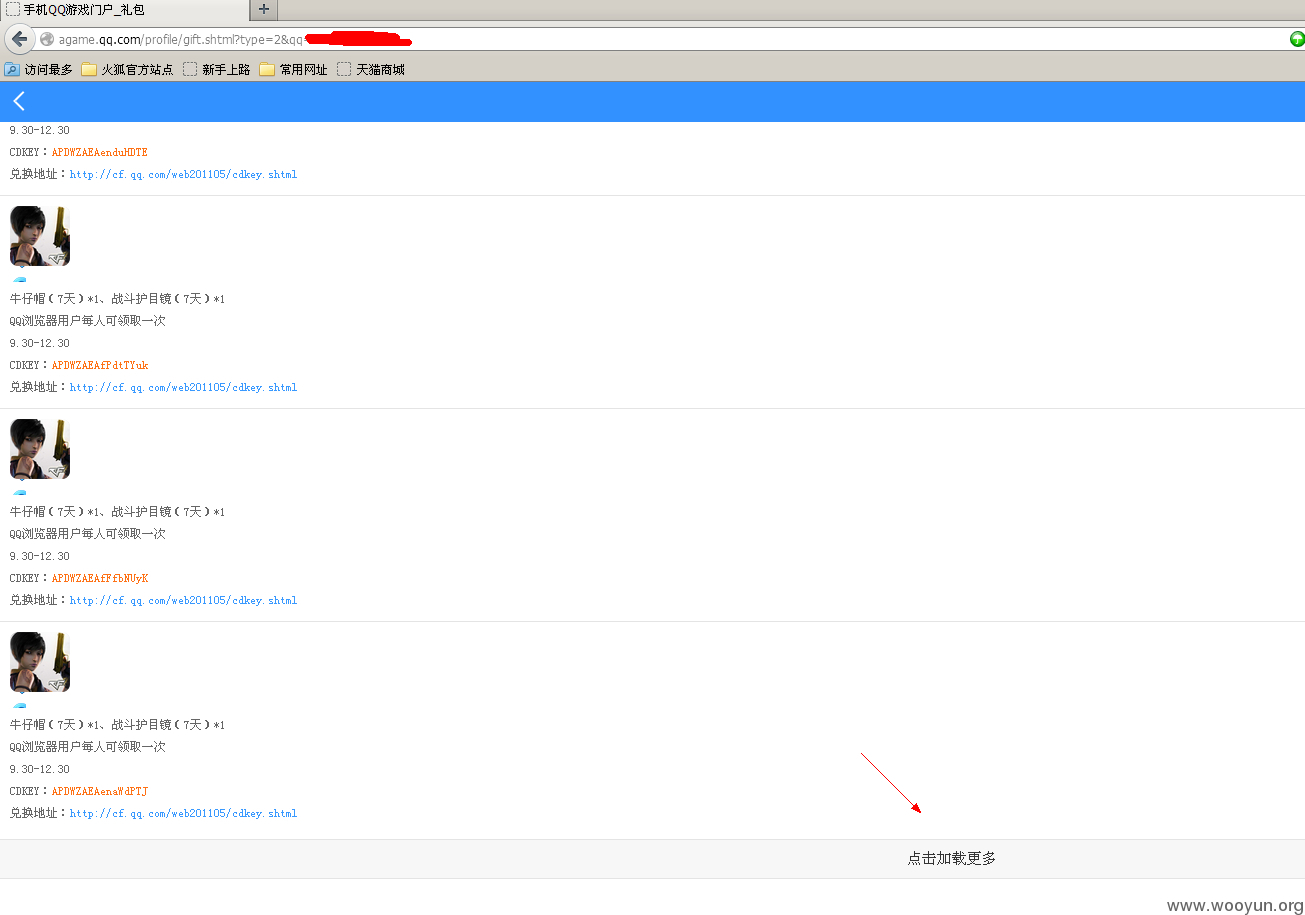 手机QQ游戏门户_礼包
agame.qq.com/profile/gift.shtml?type=2&qq
访问最多 火狐官方站点 新手上路 常用网址 天猫商城
9.30-12.30
CDKEY：APDWZAEAenduHDTE
兑换地址：http://cf.qq.com/web201105/cdkey.shtml
牛仔帽（7天）*1、战斗护目镜（7天）*1
QQ浏览器用户每人可领取一次
9.30-12.30
CDKEY：APDWZAEAfPdtTYuk
兑换地址：http://cf.qq.com/web201105/cdkey.shtml
牛仔帽（7天）*1、战斗护目镜（7天）*1
QQ浏览器用户每人可领取一次
9.30-12.30
CDKEY：APDWZAEAfFfbNUyK
兑换地址：http://cf.qq.com/web201105/cdkey.shtml
牛仔帽（7天）*1、战斗护目镜（7天）*1
QQ浏览器用户每人可领取一次
9.30-12.30
CDKEY：APDWZAEAenaWdPTJ
兑换地址：http://cf.qq.com/web201105/cdkey.shtml
点击加载更多
www.wooyun.org